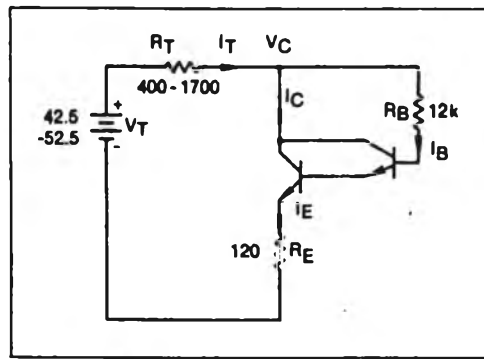 RT IT VC
400-1700
IC
RB 12k
42.5 +
-52.5 VT
-
IB
IE
120 RE